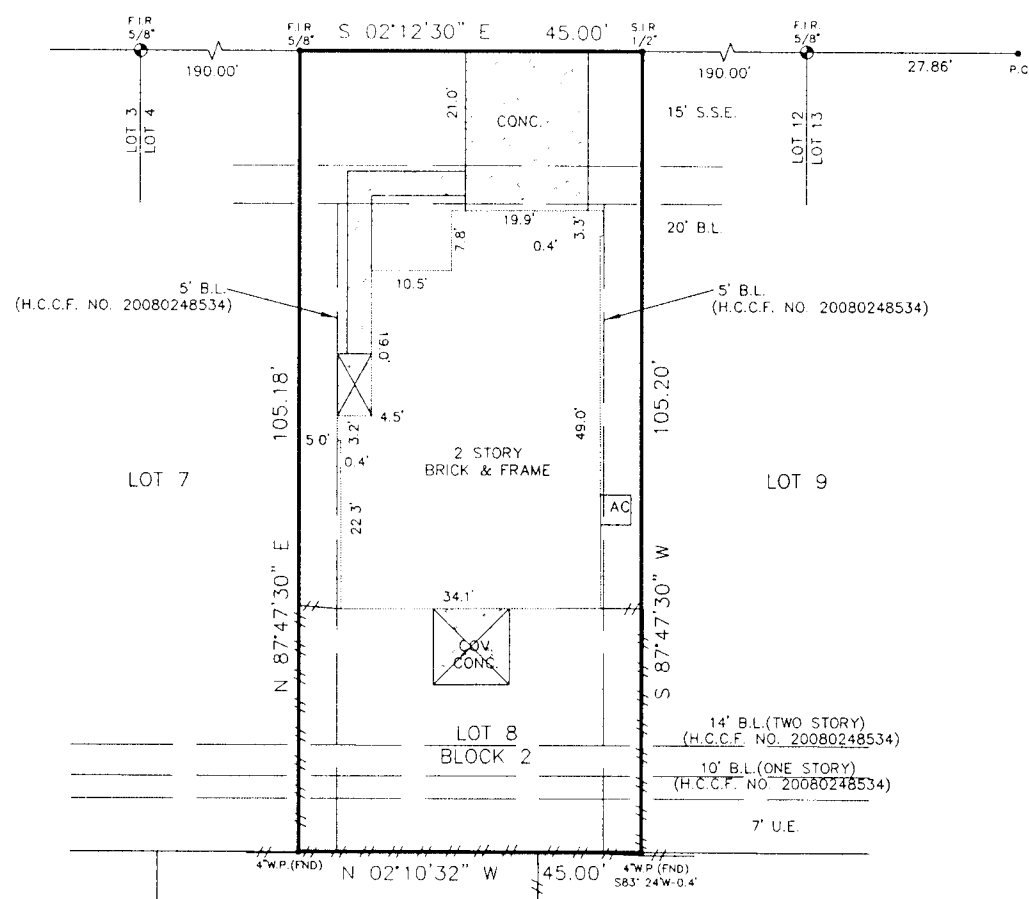 F.I.R.
5/8"
F.I.R.
5/8"
S 02°12'30" E 45.00'
S.I.R.
1/2"
F.I.R.
5/8"
190.00'
190.00'
27.86'
P.C
LOT 3
LOT 4
21.0'
CONC.
15' S.S.E.
LOT 12
LOT 13
19.9'
3.3'
7.8'
0.4'
20' B.L.
10.5'
5' B.L.
(H.C.C.F. NO. 20080248534)
5' B.L.
(H.C.C.F. NO. 20080248534)
19.0'
105.18'
105.20'
4.5'
5.0'
3.2'
0.4'
49.0'
2 STORY
BRICK & FRAME
LOT 7
LOT 9
22.3'
AC
N 87°47'30" E
S 87°47'30" W
34.1'
COV.
CONC.
LOT 8
BLOCK 2
14' B.L.(TWO STORY)
(H.C.C.F. NO. 20080248534)
10' B.L.(ONE STORY)
(H.C.C.F. NO. 20080248534)
7' U.E.
4"W.P.(FND)
N 02°10'32" W 45.00'
4"W.P (FND)
S83° 24'W-0.4'